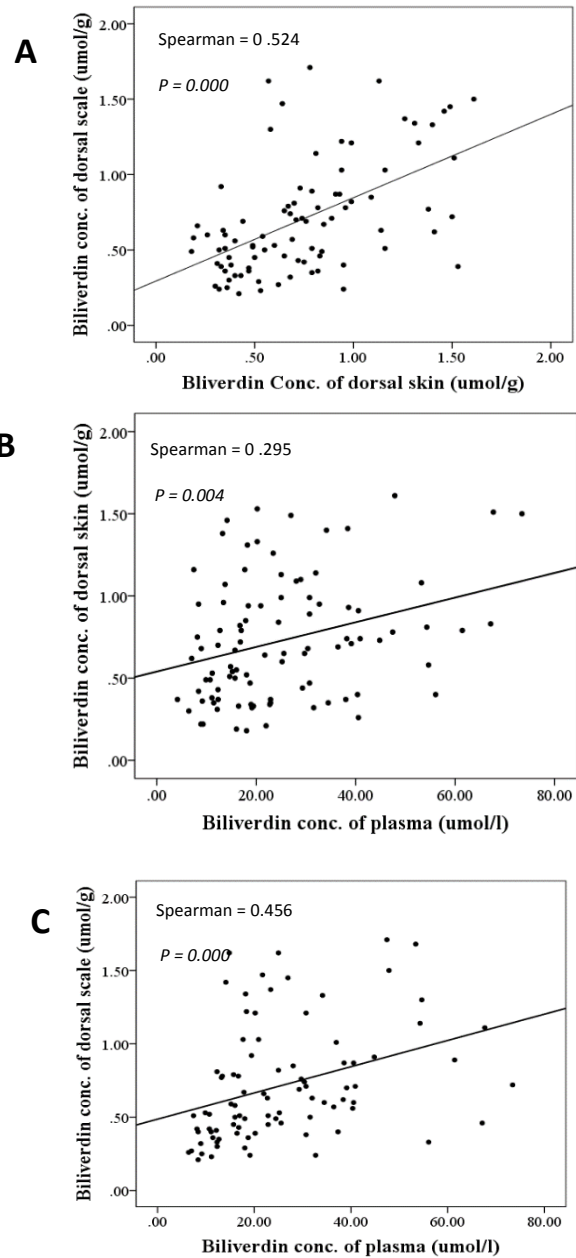 A
Spearman = 0 .524
P = 0.000
Biliverdin conc. of dorsal scale (umol/g)
2.00
1.50
1.00
.50
.00
.00 .50 1.00 1.50 2.00
Bliverdin Conc. of dorsal skin (umol/g)
B
Spearman = 0 .295
P = 0.004
Biliverdin conc. of dorsal skin (umol/g)
2.00
1.50
1.00
.50
.00
.00 20.00 40.00 60.00 80.00
Biliverdin conc. of plasma (umol/l)
C
Spearman = 0.456
P = 0.000
Biliverdin conc. of dorsal scale (umol/g)
2.00
1.50
1.00
.50
.00
.00 20.00 40.00 60.00 80.00
Biliverdin conc. of plasma (umol/l)